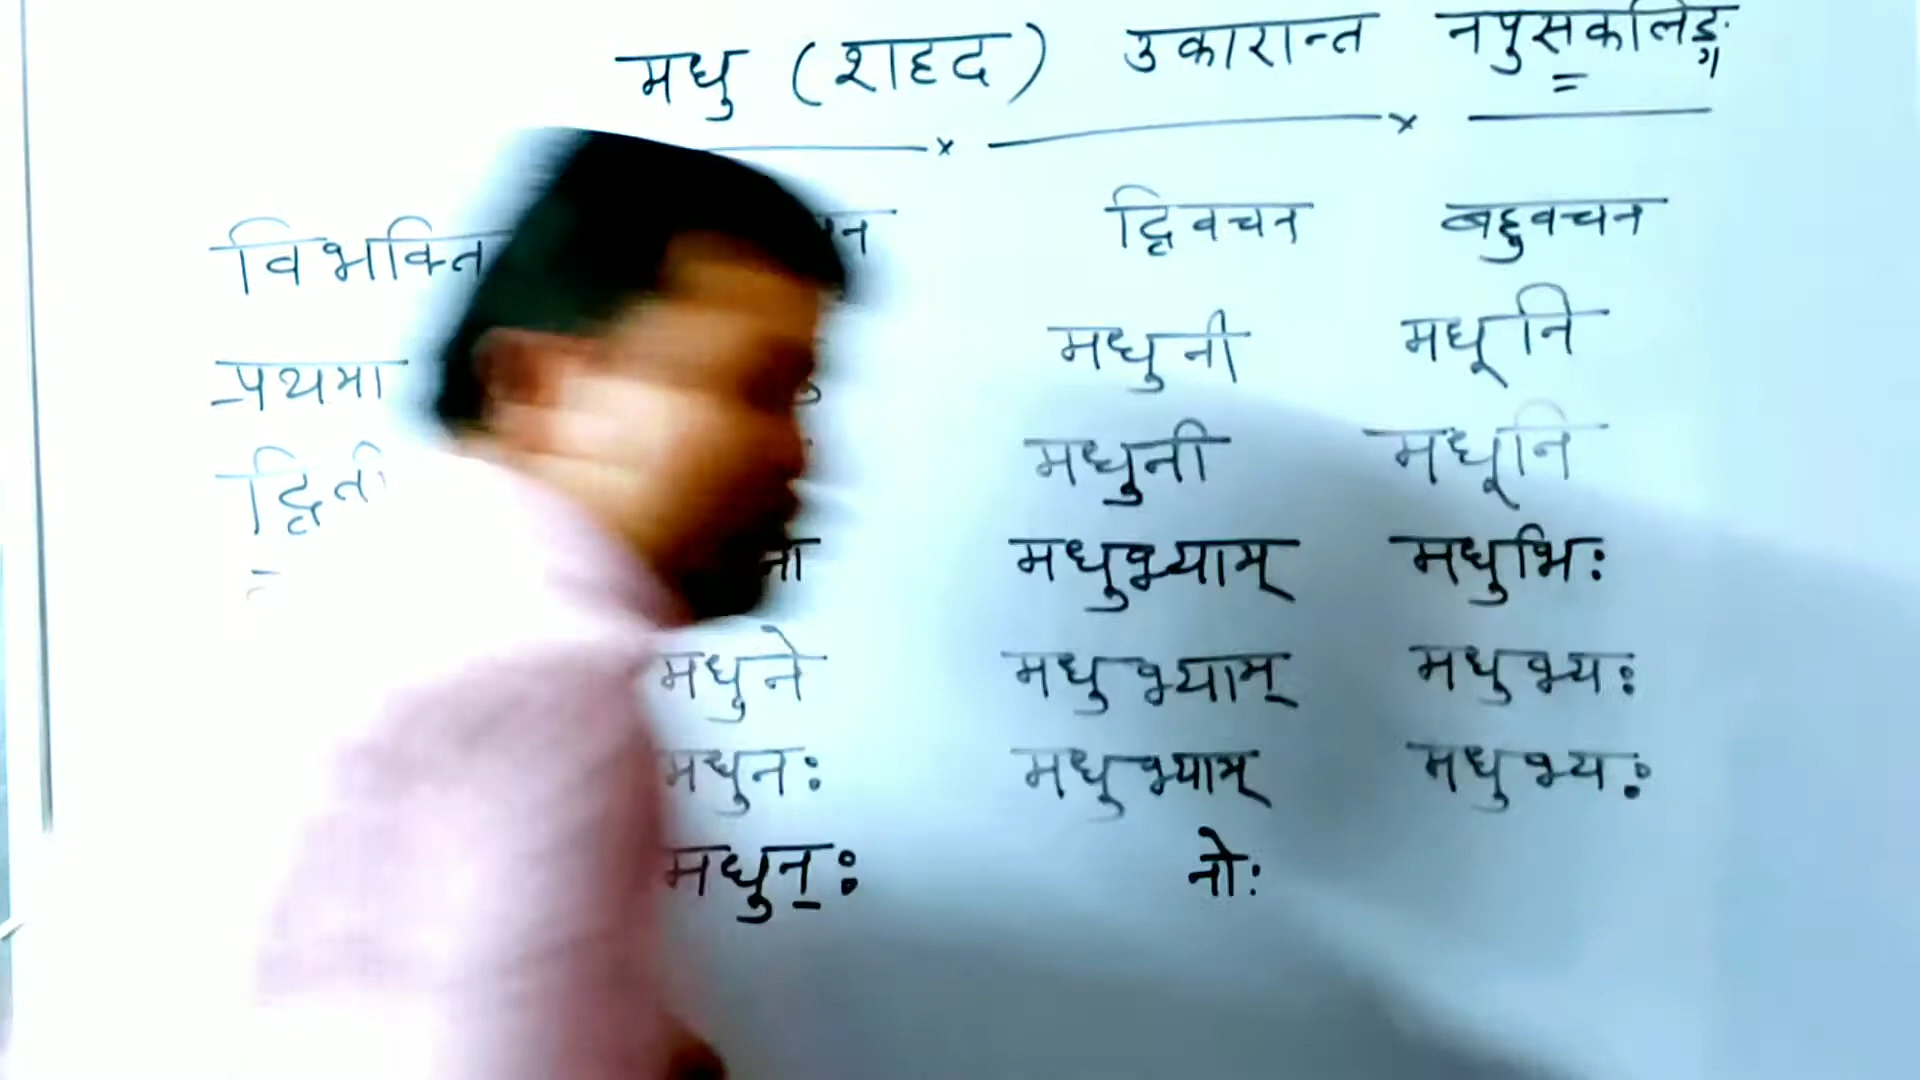 मधु (शहद) उकारान्त नपुसकलिङ्ग
विभक्ति द्विवचन बहुवचन
प्रथमा मधुनी मधूनि
मधुनी मधूनि
मधुभ्याम् मधुभिः
मधुने मधुभ्याम् मधुभ्यः
मधुनः मधुभ्याम् मधुभ्यः
मधुनः नोः